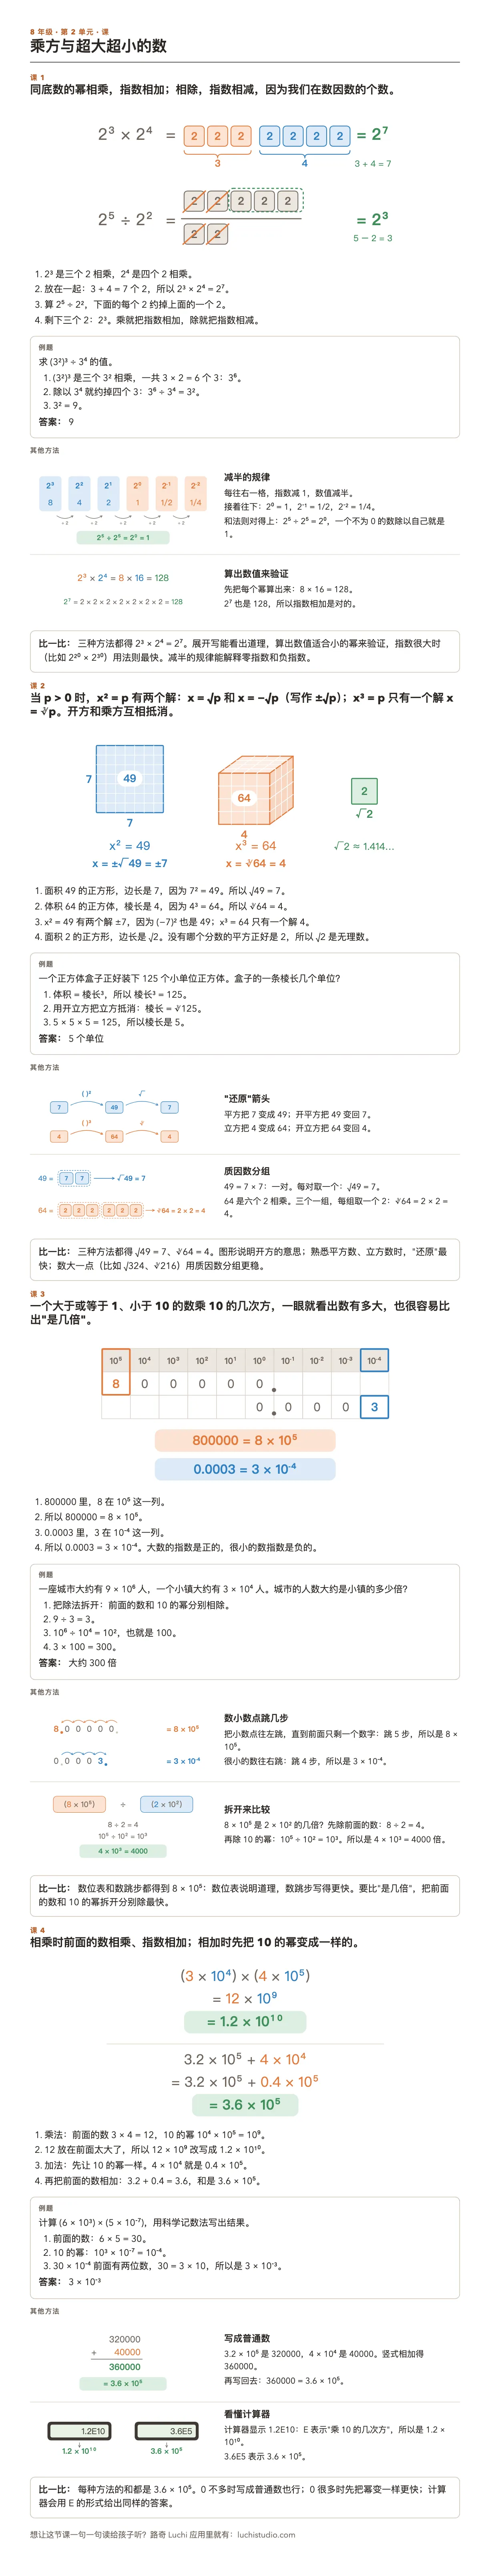 8 年级 · 第 2 单元 · 课
乘方与超大超小的数
课 1
同底数的幂相乘，指数相加；相除，指数相减，因为我们在数因数的个数。
2³ × 2⁴ = 2 2 2 2 2 2 2 = 2⁷
3 4 3 + 4 = 7
2⁵ ÷ 2² = 2 2 2 2 2 = 2³
2 2 5 − 2 = 3
1. 2³ 是三个 2 相乘，2⁴ 是四个 2 相乘。
2. 放在一起：3 + 4 = 7 个 2，所以 2³ × 2⁴ = 2⁷。
3. 算 2⁵ ÷ 2²，下面的每个 2 约掉上面的一个 2。
4. 剩下三个 2：2³。乘就把指数相加，除就把指数相减。
例题
求 (3²)³ ÷ 3⁴ 的值。
1. (3²)³ 是三个 3² 相乘，一共 3 × 2 = 6 个 3：3⁶。
2. 除以 3⁴ 就约掉四个 3：3⁶ ÷ 3⁴ = 3²。
3. 3² = 9。
答案： 9
其他方法
2³ 2² 2¹ 2⁰ 2⁻¹ 2⁻²
8 4 2 1 1/2 1/4
÷ 2 ÷ 2 ÷ 2 ÷ 2 ÷ 2
2⁵ ÷ 2⁵ = 2⁰ = 1
减半的规律
每往右一格，指数减 1，数值减半。
接着往下：2⁰ = 1，2⁻¹ = 1/2，2⁻² = 1/4。
和法则对得上：2⁵ ÷ 2⁵ = 2⁰，一个不为 0 的数除以自己就是
1。
2³ × 2⁴ = 8 × 16 = 128
2⁷ = 2 × 2 × 2 × 2 × 2 × 2 × 2 = 128
算出数值来验证
先把每个幂算出来：8 × 16 = 128。
2⁷ 也是 128，所以指数相加是对的。
比一比： 三种方法都得 2³ × 2⁴ = 2⁷。展开写能看出道理，算出数值适合小的幂来验证，指数很大时
（比如 2²⁰ × 2³⁰）用法则最快。减半的规律能解释零指数和负指数。
课 2
当 p > 0 时，x² = p 有两个解：x = √p 和 x = −√p（写作 ±√p）；x³ = p 只有一个解 x
= ∛p。开方和乘方互相抵消。
7 49 7
64 4
2 √2
x² = 49 x³ = 64 √2 ≈ 1.414...
x = ±√49 = ±7 x = ∛64 = 4
1. 面积 49 的正方形，边长是 7，因为 7² = 49。所以 √49 = 7。
2. 体积 64 的正方体，棱长是 4，因为 4³ = 64。所以 ∛64 = 4。
3. x² = 49 有两个解 ±7，因为 (−7)² 也是 49；x³ = 64 只有一个解 4。
4. 面积 2 的正方形，边长是 √2。没有哪个分数的平方正好是 2，所以 √2 是无理数。
例题
一个正方体盒子正好装下 125 个小单位正方体。盒子的一条棱长几个单位？
1. 体积 = 棱长³，所以 棱长³ = 125。
2. 用开立方把立方抵消：棱长 = ∛125。
3. 5 × 5 × 5 = 125，所以棱长是 5。
答案： 5 个单位
其他方法
( )² √
7 49 7
( )³ ∛
4 64 4
"还原"箭头
平方把 7 变成 49；开平方把 49 变回 7。
立方把 4 变成 64；开立方把 64 变回 4。
49 = 7 7 √49 = 7
64 = 2 2 2 2 2 2 ∛64 = 2 × 2 = 4
质因数分组
49 = 7 × 7：一对。每对取一个：√49 = 7。
64 是六个 2 相乘。三个一组，每组取一个 2：∛64 = 2 × 2 =
4。
比一比： 三种方法都得 √49 = 7、∛64 = 4。图形说明开方的意思；熟悉平方数、立方数时，"还原"最
快；数大一点（比如 √324、∛216）用质因数分组更稳。
课 3
一个大于或等于 1、小于 10 的数乘 10 的几次方，一眼就看出数有多大，也很容易比
出"是几倍"。
10⁵ 10⁴ 10³ 10² 10¹ 10⁰ 10⁻¹ 10⁻² 10⁻³ 10⁻⁴
8 0 0 0 0 0 .
0 . 0 0 0 3
800000 = 8 × 10⁵
0.0003 = 3 × 10⁻⁴
1. 800000 里，8 在 10⁵ 这一列。
2. 所以 800000 = 8 × 10⁵。
3. 0.0003 里，3 在 10⁻⁴ 这一列。
4. 所以 0.0003 = 3 × 10⁻⁴。大数的指数是正的，很小的数指数是负的。
例题
一座城市大约有 9 × 10⁶ 人，一个小镇大约有 3 × 10⁴ 人。城市的人数大约是小镇的多少倍？
1. 把除法拆开：前面的数和 10 的幂分别相除。
2. 9 ÷ 3 = 3。
3. 10⁶ ÷ 10⁴ = 10²，也就是 100。
4. 3 × 100 = 300。
答案： 大约 300 倍
其他方法
8 . 0 0 0 0 0 . = 8 × 10⁵
0 . 0 0 0 3 . = 3 × 10⁻⁴
数小数点跳几步
把小数点往左跳，直到前面只剩一个数字：跳 5 步，所以是 8 ×
10⁵。
很小的数往右跳：跳 4 步，所以是 3 × 10⁻⁴。
(8 × 10⁵) ÷ (2 × 10²)
8 ÷ 2 = 4
10⁵ ÷ 10² = 10³
4 × 10³ = 4000
拆开来比较
8 × 10⁵ 是 2 × 10² 的几倍？先除前面的数：8 ÷ 2 = 4。
再除 10 的幂：10⁵ ÷ 10² = 10³。所以是 4 × 10³ = 4000 倍。
比一比： 数位表和数跳步都得到 8 × 10⁵：数位表说明道理，数跳步写得更快。要比"是几倍"，把前面
的数和 10 的幂拆开分别除最快。
课 4
相乘时前面的数相乘、指数相加；相加时先把 10 的幂变成一样的。
(3 × 10⁴) × (4 × 10⁵)
= 12 × 10⁹
= 1.2 × 10¹⁰
3.2 × 10⁵ + 4 × 10⁴
= 3.2 × 10⁵ + 0.4 × 10⁵
= 3.6 × 10⁵
1. 乘法：前面的数 3 × 4 = 12，10 的幂 10⁴ × 10⁵ = 10⁹。
2. 12 放在前面太大了，所以 12 × 10⁹ 改写成 1.2 × 10¹⁰。
3. 加法：先让 10 的幂一样。4 × 10⁴ 就是 0.4 × 10⁵。
4. 再把前面的数相加：3.2 + 0.4 = 3.6，和是 3.6 × 10⁵。
例题
计算 (6 × 10³) × (5 × 10⁻⁷)，用科学记数法写出结果。
1. 前面的数：6 × 5 = 30。
2. 10 的幂：10³ × 10⁻⁷ = 10⁻⁴。
3. 30 × 10⁻⁴ 前面有两位数，30 = 3 × 10，所以是 3 × 10⁻³。
答案： 3 × 10⁻³
其他方法
320000
+ 40000
360000
= 3.6 × 10⁵
写成普通数
3.2 × 10⁵ 是 320000，4 × 10⁴ 是 40000。竖式相加得
360000。
再写回去：360000 = 3.6 × 10⁵。
1.2E10 3.6E5
↓ ↓
1.2 × 10¹⁰ 3.6 × 10⁵
看懂计算器
计算器显示 1.2E10：E 表示"乘 10 的几次方"，所以是 1.2 ×
10¹⁰。
3.6E5 表示 3.6 × 10⁵。
比一比： 每种方法的和都是 3.6 × 10⁵。0 不多时写成普通数也行；0 很多时先把幂变一样更快；计算
器会用 E 的形式给出同样的答案。
想让这节课一句一句读给孩子听？路奇 Luchi 应用里就有：luchistudio.com